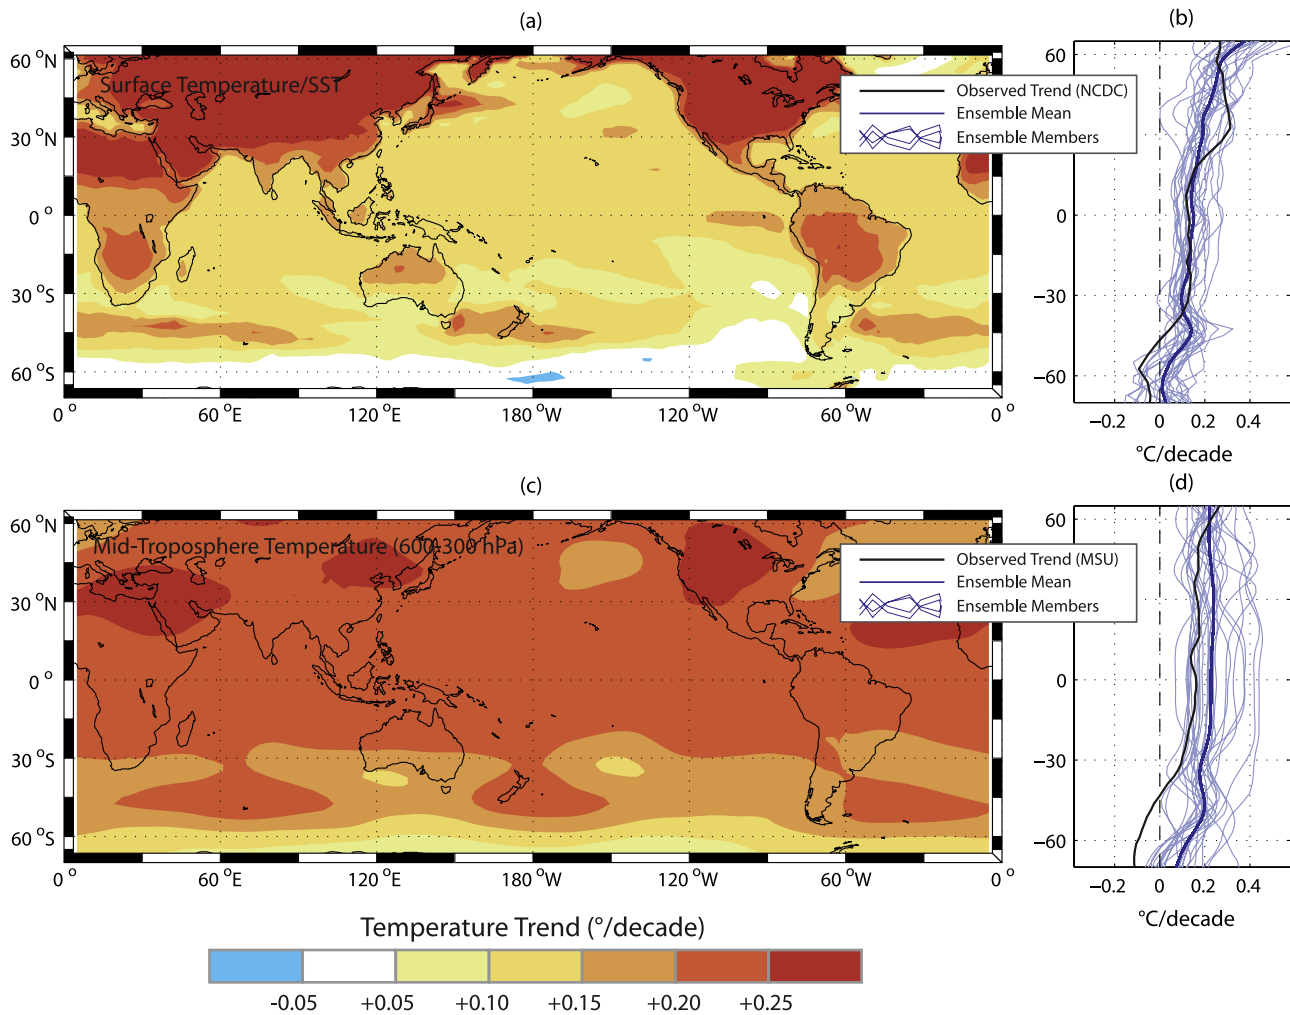 (a)
(b)
Surface Temperature/SST
60 °N
30 °N
0 °
30 °S
60 °S
0 °
60 °E
120 °E
180 °W
120 °W
60 °W
0 °
Observed Trend (NCDC)
Ensemble Mean
Ensemble Members
60
30
0
−30
−60
−0.2
0
0.2
0.4
°C/decade
(c)
(d)
Mid-Troposphere Temperature (600-300 hPa)
60 °N
30 °N
0 °
30 °S
60 °S
0 °
60 °E
120 °E
180 °W
120 °W
60 °W
0 °
Observed Trend (MSU)
Ensemble Mean
Ensemble Members
60
30
0
−30
−60
−0.2
0
0.2
0.4
°C/decade
Temperature Trend (°/decade)
-0.05
+0.05
+0.10
+0.15
+0.20
+0.25